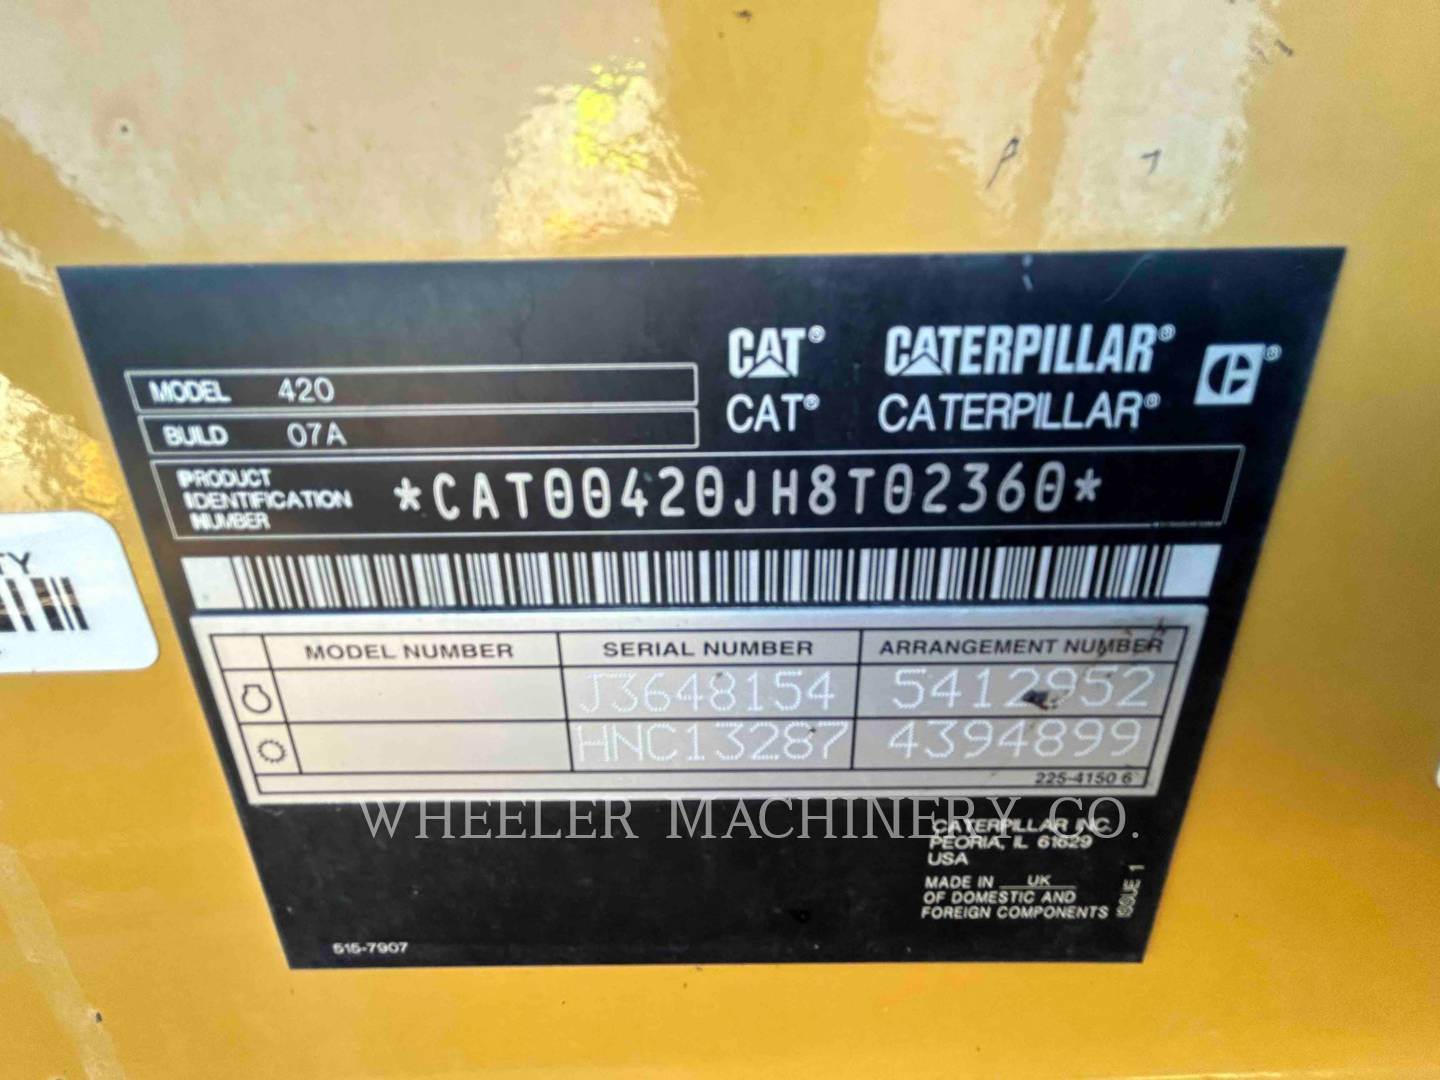 CAT® CATERPILLAR®
MODEL 420
CAT® CATERPILLAR®
BUILD 07A
PRODUCT IDENTIFICATION NUMBER *CAT00420JH8T02360*
TY
MODEL NUMBER SERIAL NUMBER ARRANGEMENT NUMBER
J3648154 5412952
HNC13287 4394899
225-4150 6
WHEELER MACHINERY CO.
CATERPILLAR INC.
PEORIA, IL 61629
USA
MADE IN UK
OF DOMESTIC AND
FOREIGN COMPONENTS
ISSUE 1
515-7907